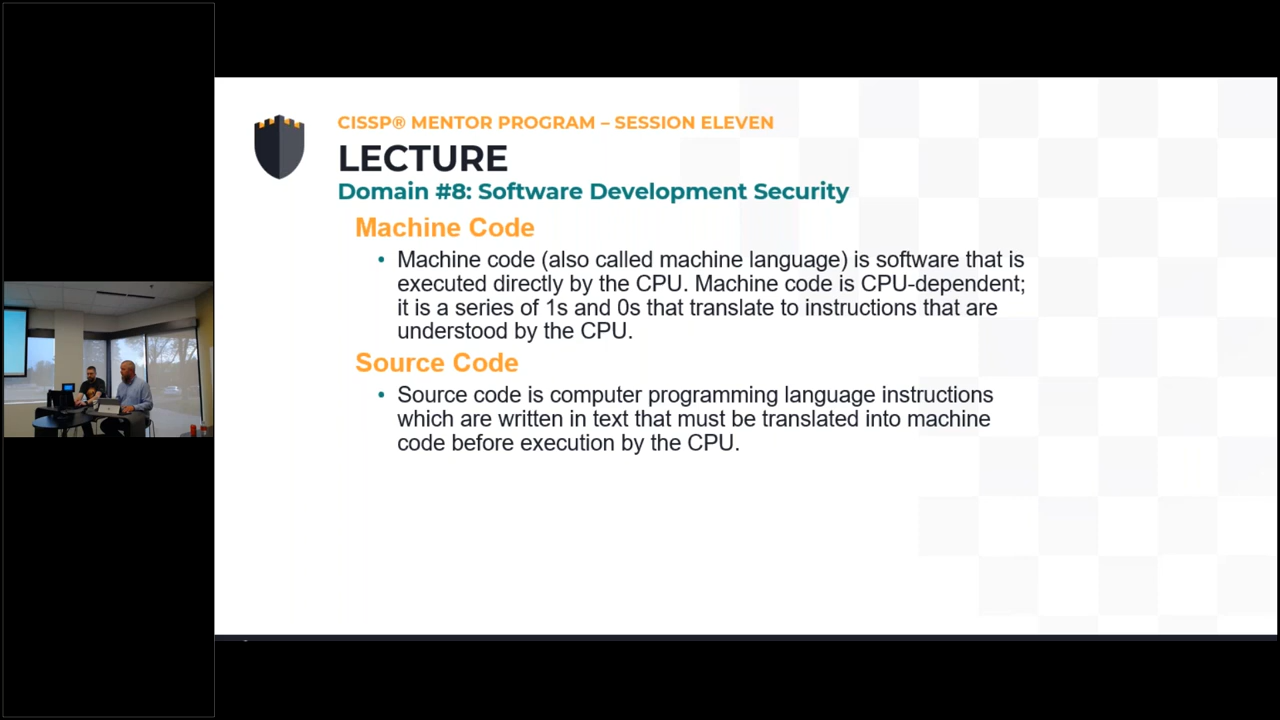 CISSP® MENTOR PROGRAM – SESSION ELEVEN
LECTURE
Domain #8: Software Development Security
Machine Code
• Machine code (also called machine language) is software that is
executed directly by the CPU. Machine code is CPU-dependent;
it is a series of 1s and 0s that translate to instructions that are
understood by the CPU.
Source Code
• Source code is computer programming language instructions
which are written in text that must be translated into machine
code before execution by the CPU.